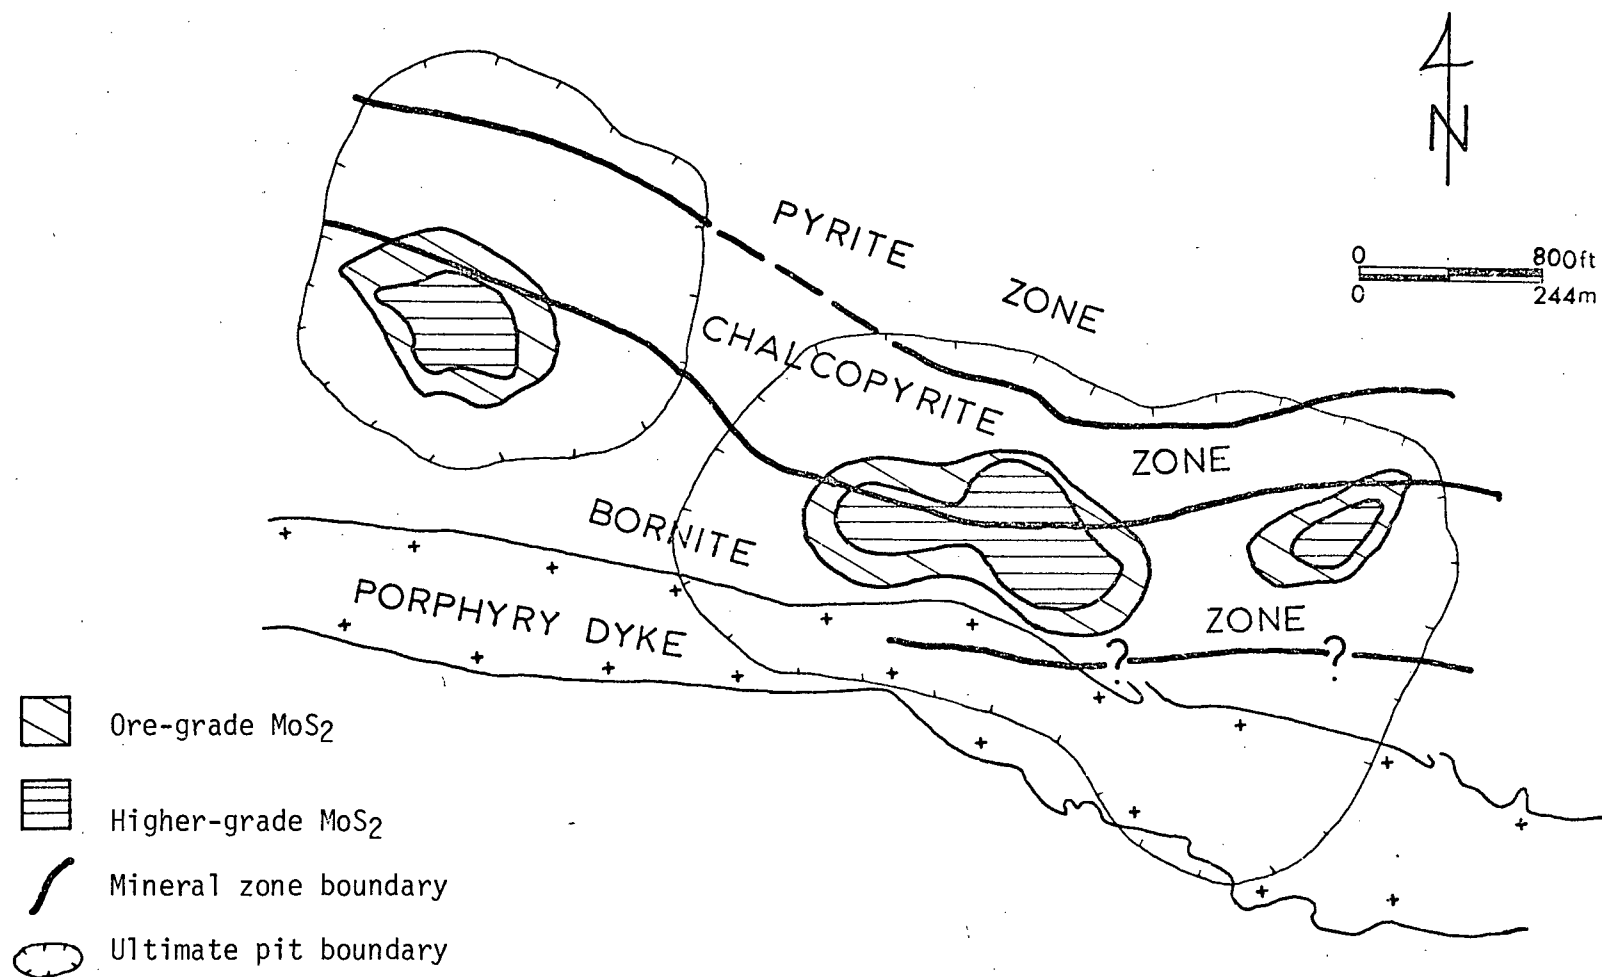 N
PYRITE ZONE
0 800ft
0 244m
CHALCOPYRITE ZONE
BORNITE ZONE
PORPHYRY DYKE
?
?
Ore-grade MoS2
Higher-grade MoS2
Mineral zone boundary
Ultimate pit boundary